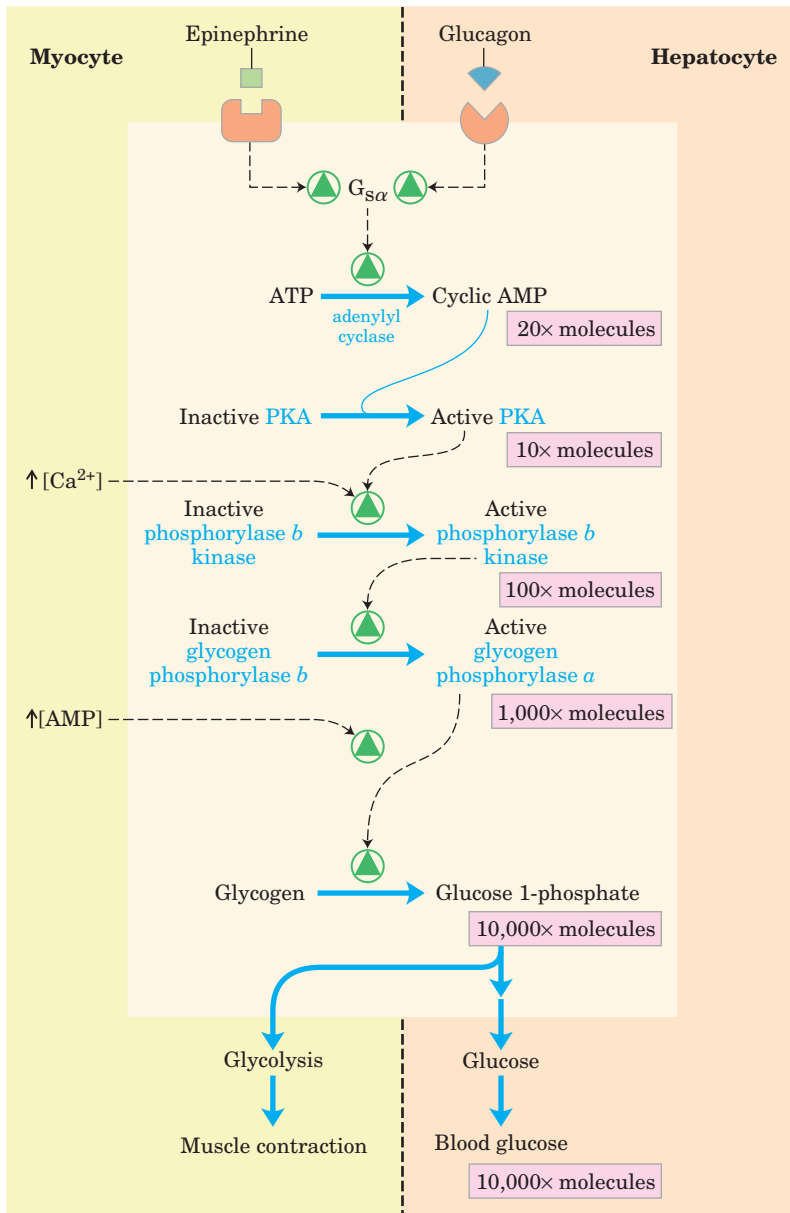 Epinephrine
Glucagon
Myocyte
Hepatocyte
Gsα
ATP
Cyclic AMP
adenylyl
cyclase
20× molecules
Inactive PKA
Active PKA
10× molecules
↑[Ca²⁺]
Inactive
phosphorylase b
kinase
Active
phosphorylase b
kinase
100× molecules
Inactive
glycogen
phosphorylase b
Active
glycogen
phosphorylase a
1,000× molecules
↑[AMP]
Glycogen
Glucose 1-phosphate
10,000× molecules
Glycolysis
Glucose
Muscle contraction
Blood glucose
10,000× molecules